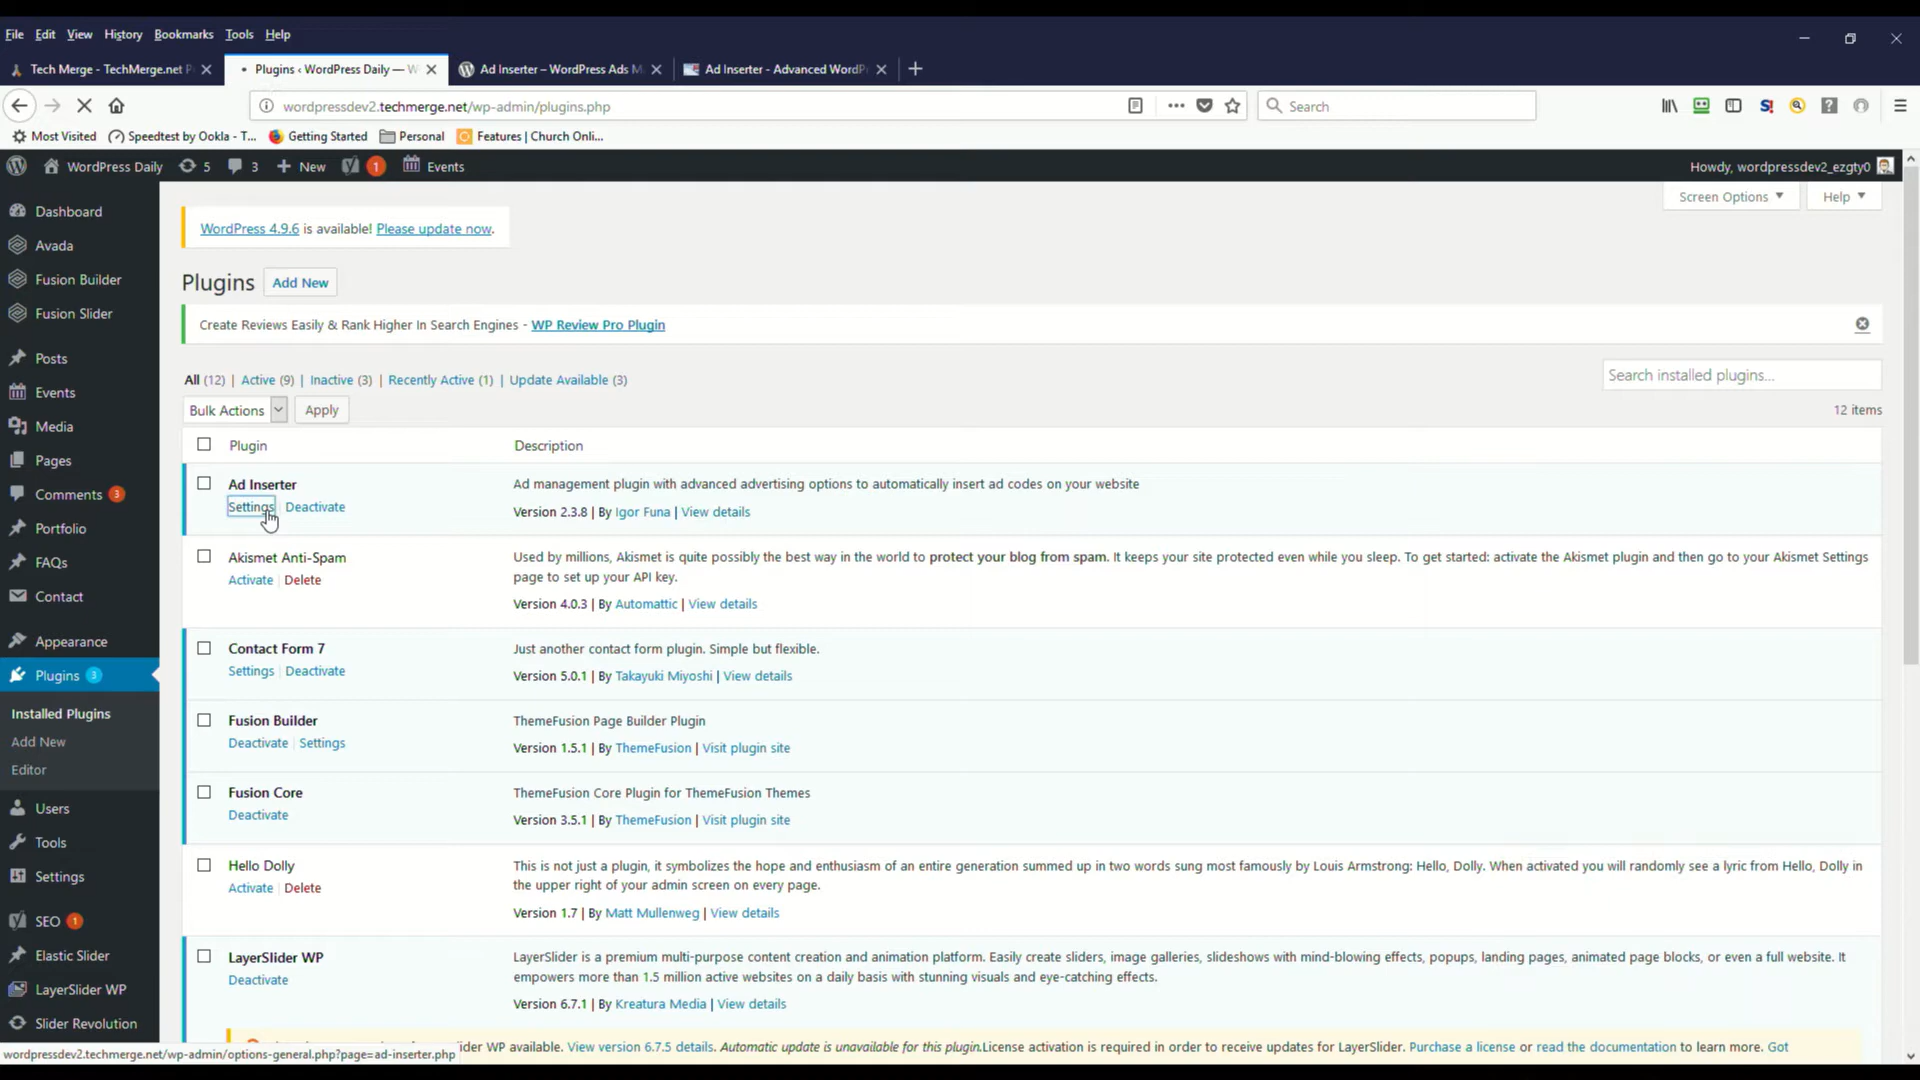 File Edit View History Bookmarks Tools Help
Tech Merge - TechMerge.net P
Plugins ‹ WordPress Daily — W
Ad Inserter – WordPress Ads M
Ad Inserter - Advanced WordP
wordpressdev2.techmerge.net/wp-admin/plugins.php
Search
Most Visited Speedtest by Ookla - T... Getting Started Personal Features | Church Onli...
WordPress Daily 5 3 New 1 Events
Howdy, wordpressdev2_ezgty0
Screen Options Help
Dashboard
Avada
Fusion Builder
Fusion Slider
Posts
Events
Media
Pages
Comments 3
Portfolio
FAQs
Contact
Appearance
Plugins 3
Installed Plugins
Add New
Editor
Users
Tools
Settings
SEO 1
Elastic Slider
LayerSlider WP
Slider Revolution
WordPress 4.9.6 is available! Please update now.
Plugins Add New
Create Reviews Easily & Rank Higher In Search Engines - WP Review Pro Plugin
All (12) | Active (9) | Inactive (3) | Recently Active (1) | Update Available (3)
Search installed plugins...
Bulk Actions Apply
12 items
Plugin Description
Ad Inserter
Settings | Deactivate
Ad management plugin with advanced advertising options to automatically insert ad codes on your website
Version 2.3.8 | By Igor Funa | View details
Akismet Anti-Spam
Activate | Delete
Used by millions, Akismet is quite possibly the best way in the world to protect your blog from spam. It keeps your site protected even while you sleep. To get started: activate the Akismet plugin and then go to your Akismet Settings
page to set up your API key.
Version 4.0.3 | By Automattic | View details
Contact Form 7
Settings | Deactivate
Just another contact form plugin. Simple but flexible.
Version 5.0.1 | By Takayuki Miyoshi | View details
Fusion Builder
Deactivate | Settings
ThemeFusion Page Builder Plugin
Version 1.5.1 | By ThemeFusion | Visit plugin site
Fusion Core
Deactivate
ThemeFusion Core Plugin for ThemeFusion Themes
Version 3.5.1 | By ThemeFusion | Visit plugin site
Hello Dolly
Activate | Delete
This is not just a plugin, it symbolizes the hope and enthusiasm of an entire generation summed up in two words sung most famously by Louis Armstrong: Hello, Dolly. When activated you will randomly see a lyric from Hello, Dolly in
the upper right of your admin screen on every page.
Version 1.7 | By Matt Mullenweg | View details
LayerSlider WP
Deactivate
LayerSlider is a premium multi-purpose content creation and animation platform. Easily create sliders, image galleries, slideshows with mind-blowing effects, popups, landing pages, animated page blocks, or even a full website. It
empowers more than 1.5 million active websites on a daily basis with stunning visuals and eye-catching effects.
Version 6.7.1 | By Kreatura Media | View details
ider WP available. View version 6.7.5 details. Automatic update is unavailable for this plugin.License activation is required in order to receive updates for LayerSlider. Purchase a license or read the documentation to learn more. Got
wordpressdev2.techmerge.net/wp-admin/options-general.php?page=ad-inserter.php